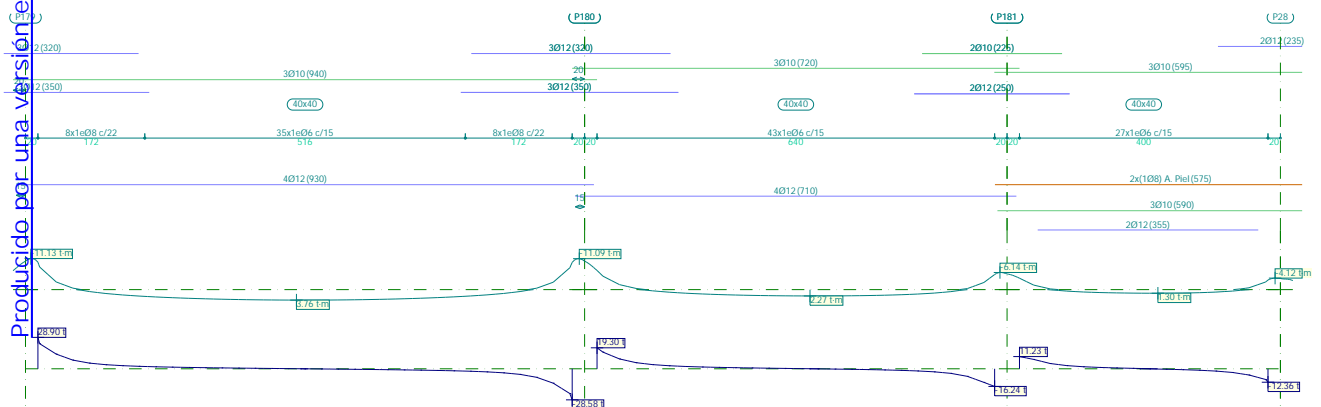 P179 P180 P181 P28
2Ø12 (320) 3Ø12 (320) 2Ø10 (225) 2Ø12 (235)
3Ø10 (940) 20 3Ø10 (720) 3Ø10 (595)
3Ø12 (350) 3Ø12 (350) 2Ø12 (250)
40x40 40x40 40x40
8x1eØ8 c/22 35x1eØ6 c/15 8x1eØ8 c/22 43x1eØ6 c/15 27x1eØ6 c/15
20 172 516 172 20 20 640 20 20 400 20
4Ø12 (930) 2x(1Ø8) A. Piel (575)
4Ø12 (710)
15 3Ø10 (590)
2Ø12 (355)
-11.13 t·m -11.09 t·m -6.14 t·m -4.12 t·m
3.76 t·m 2.27 t·m 1.30 t·m
28.90 t 19.30 t 11.23 t
-28.58 t -16.24 t -12.36 t
Producido por una versión e